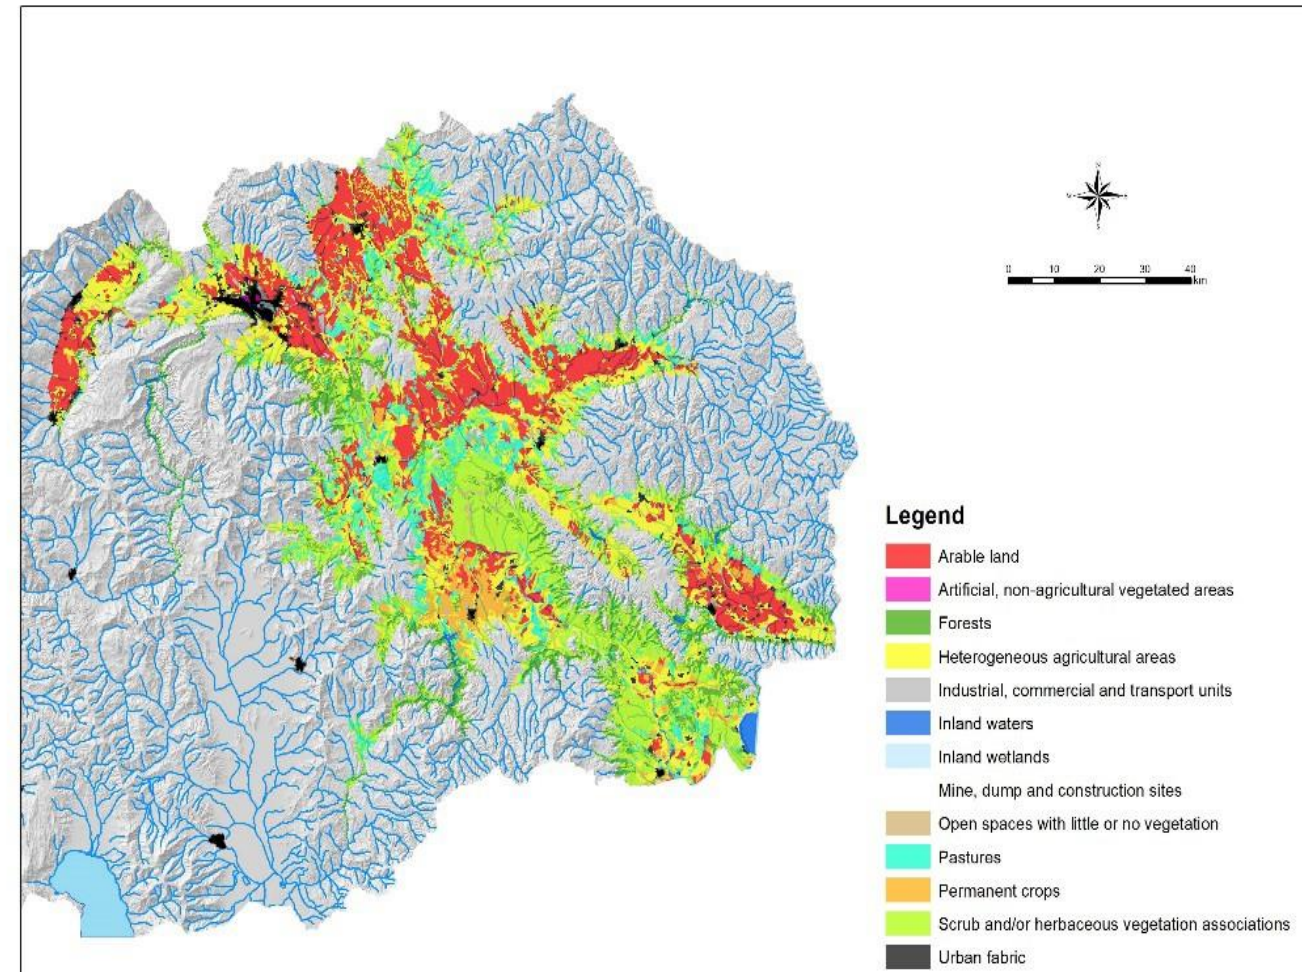 N
W E
S
0 10 20 30 40
km
Legend
Arable land
Artificial, non-agricultural vegetated areas
Forests
Heterogeneous agricultural areas
Industrial, commercial and transport units
Inland waters
Inland wetlands
Mine, dump and construction sites
Open spaces with little or no vegetation
Pastures
Permanent crops
Scrub and/or herbaceous vegetation associations
Urban fabric